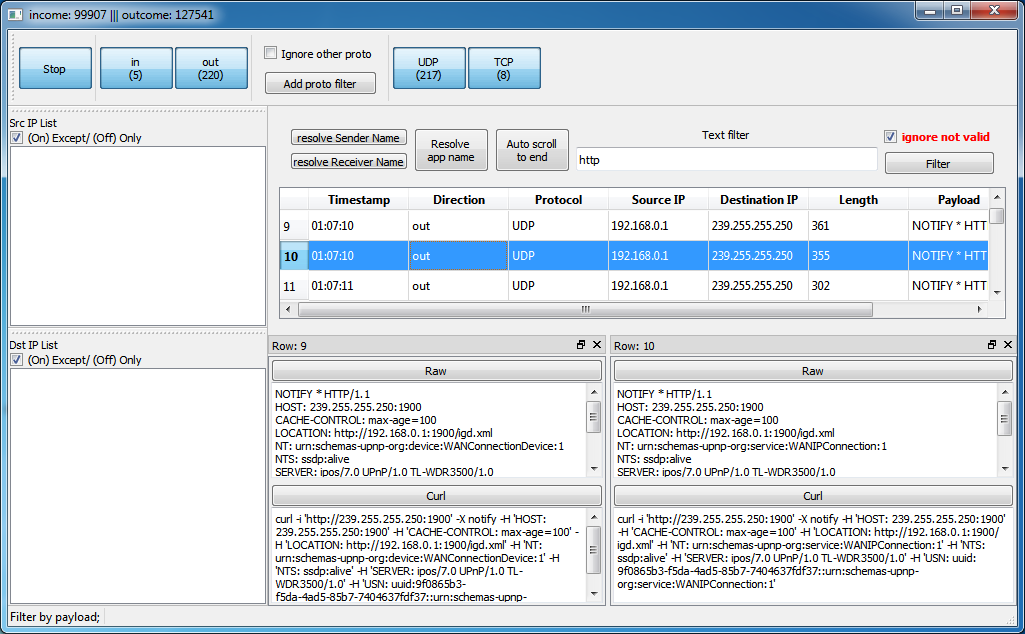 income: 99907 ||| outcome: 127541
Stop
in
(5)
out
(220)
Ignore other proto
Add proto filter
UDP
(217)
TCP
(8)
Src IP List
(On) Except/ (Off) Only
resolve Sender Name
resolve Receiver Name
Resolve
app name
Auto scroll
to end
Text filter
http
ignore not valid
Filter
Timestamp Direction Protocol Source IP Destination IP Length Payload
9 01:07:10 out UDP 192.168.0.1 239.255.255.250 361 NOTIFY * HTT
10 01:07:10 out UDP 192.168.0.1 239.255.255.250 355 NOTIFY * HTT
11 01:07:11 out UDP 192.168.0.1 239.255.255.250 302 NOTIFY * HTT
Dst IP List
(On) Except/ (Off) Only
Row: 9
Raw
NOTIFY * HTTP/1.1
HOST: 239.255.255.250:1900
CACHE-CONTROL: max-age=100
LOCATION: http://192.168.0.1:1900/igd.xml
NT: urn:schemas-upnp-org:device:WANConnectionDevice:1
NTS: ssdp:alive
SERVER: ipos/7.0 UPnP/1.0 TL-WDR3500/1.0
Curl
curl -i 'http://239.255.255.250:1900' -X notify -H 'HOST:
239.255.255.250:1900' -H 'CACHE-CONTROL: max-age=100' -
H 'LOCATION: http://192.168.0.1:1900/igd.xml' -H 'NT:
urn:schemas-upnp-org:device:WANConnectionDevice:1' -H
'NTS: ssdp:alive' -H 'SERVER: ipos/7.0 UPnP/1.0 TL-
WDR3500/1.0' -H 'USN: uuid:9f0865b3-
f5da-4ad5-85b7-7404637fdf37::urn:schemas-upnp-
Row: 10
Raw
NOTIFY * HTTP/1.1
HOST: 239.255.255.250:1900
CACHE-CONTROL: max-age=100
LOCATION: http://192.168.0.1:1900/igd.xml
NT: urn:schemas-upnp-org:service:WANIPConnection:1
NTS: ssdp:alive
SERVER: ipos/7.0 UPnP/1.0 TL-WDR3500/1.0
Curl
curl -i 'http://239.255.255.250:1900' -X notify -H 'HOST: 239.255.255.250:1900'
-H 'CACHE-CONTROL: max-age=100' -H 'LOCATION: http://192.168.0.1:1900/
igd.xml' -H 'NT: urn:schemas-upnp-org:service:WANIPConnection:1' -H 'NTS:
ssdp:alive' -H 'SERVER: ipos/7.0 UPnP/1.0 TL-WDR3500/1.0' -H 'USN: uuid:
9f0865b3-f5da-4ad5-85b7-7404637fdf37::urn:schemas-upnp-
org:service:WANIPConnection:1'
Filter by payload;